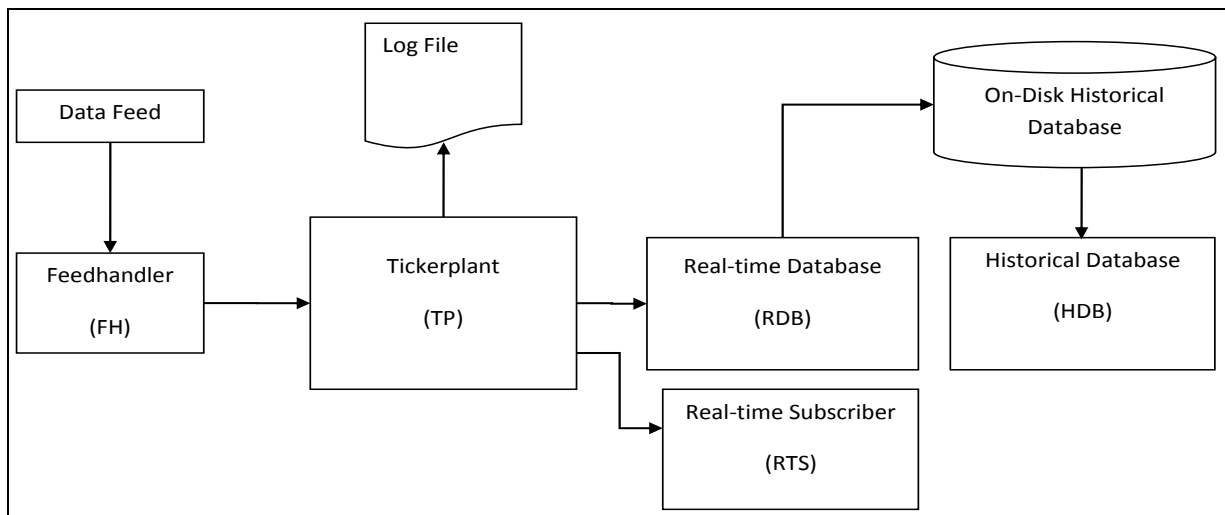 Data Feed
Feedhandler
(FH)
Log File
Tickerplant
(TP)
Real-time Database
(RDB)
Real-time Subscriber
(RTS)
On-Disk Historical
Database
Historical Database
(HDB)